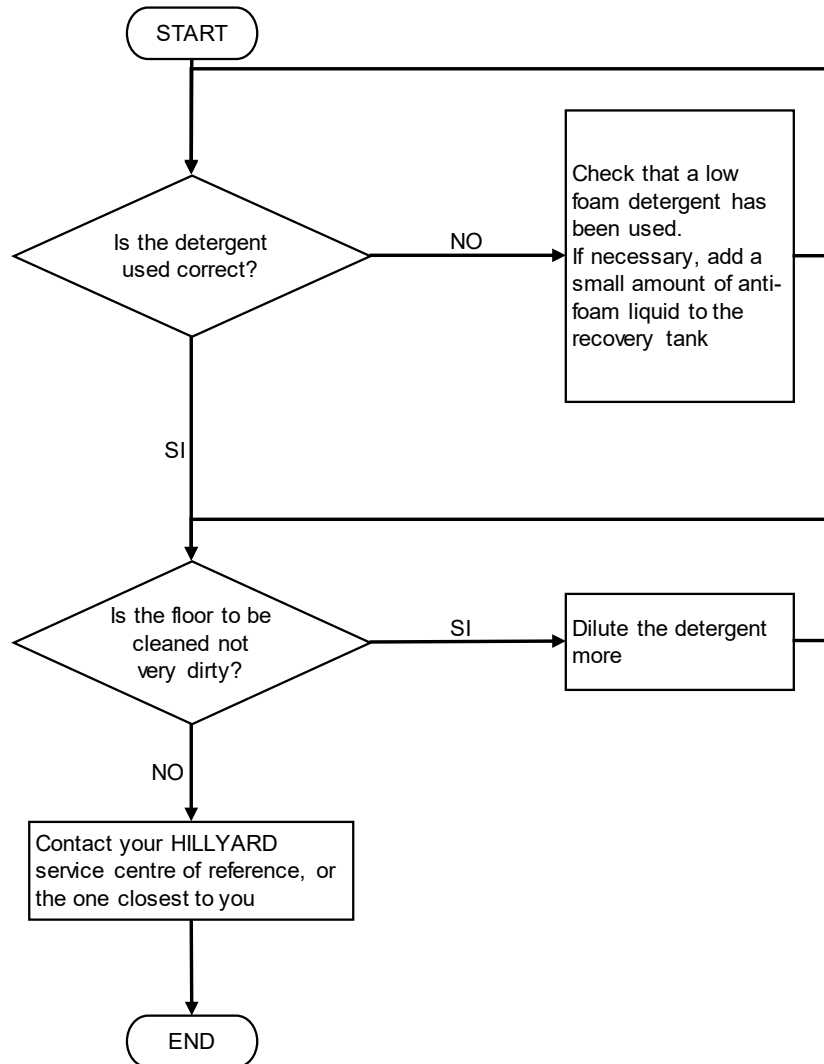 START
Is the detergent
used correct?
NO
Check that a low
foam detergent has
been used.
If necessary, add a
small amount of anti-
foam liquid to the
recovery tank
SI
Is the floor to be
cleaned not
very dirty?
SI
Dilute the detergent
more
NO
Contact your HILLYARD
service centre of reference, or
the one closest to you
END